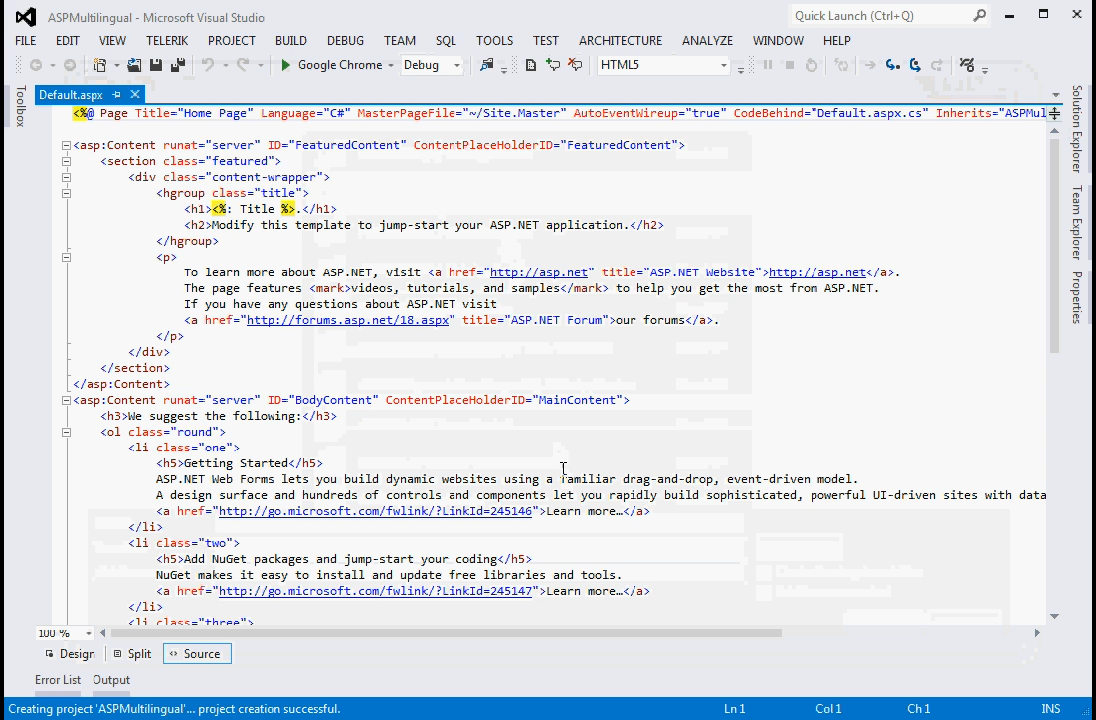 ASPMultilingual - Microsoft Visual Studio
Quick Launch (Ctrl+Q)
FILE EDIT VIEW TELERIK PROJECT BUILD DEBUG TEAM SQL TOOLS TEST ARCHITECTURE ANALYZE WINDOW HELP
Google Chrome Debug HTML5
Toolbox
Default.aspx
Solution Explorer
Team Explorer
Properties
<%@ Page Title="Home Page" Language="C#" MasterPageFile="~/Site.Master" AutoEventWireup="true" CodeBehind="Default.aspx.cs" Inherits="ASPMul
<asp:Content runat="server" ID="FeaturedContent" ContentPlaceHolderID="FeaturedContent">
<section class="featured">
<div class="content-wrapper">
<hgroup class="title">
<h1><%: Title %>.</h1>
<h2>Modify this template to jump-start your ASP.NET application.</h2>
</hgroup>
<p>
To learn more about ASP.NET, visit <a href="http://asp.net" title="ASP.NET Website">http://asp.net</a>.
The page features <mark>videos, tutorials, and samples</mark> to help you get the most from ASP.NET.
If you have any questions about ASP.NET visit
<a href="http://forums.asp.net/18.aspx" title="ASP.NET Forum">our forums</a>.
</p>
</div>
</section>
</asp:Content>
<asp:Content runat="server" ID="BodyContent" ContentPlaceHolderID="MainContent">
<h3>We suggest the following:</h3>
<ol class="round">
<li class="one">
<h5>Getting Started</h5>
ASP.NET Web Forms lets you build dynamic websites using a familiar drag-and-drop, event-driven model.
A design surface and hundreds of controls and components let you rapidly build sophisticated, powerful UI-driven sites with data
<a href="http://go.microsoft.com/fwlink/?LinkId=245146">Learn more…</a>
</li>
<li class="two">
<h5>Add NuGet packages and jump-start your coding</h5>
NuGet makes it easy to install and update free libraries and tools.
<a href="http://go.microsoft.com/fwlink/?LinkId=245147">Learn more…</a>
</li>
<li class="three">
100 %
Design Split Source
Error List Output
Creating project 'ASPMultilingual'... project creation successful. Ln 1 Col 1 Ch 1 INS